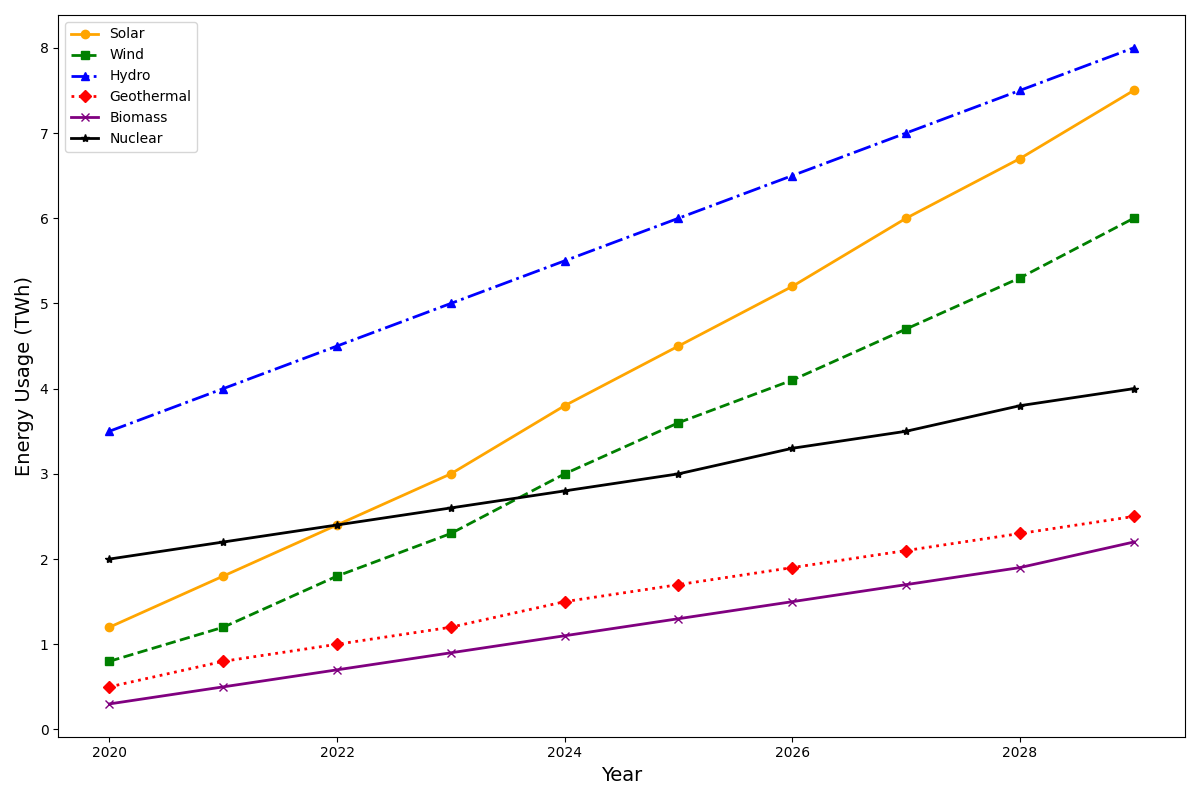 Solar
Wind
Hydro
Geothermal
Biomass
Nuclear
Energy Usage (TWh)
8
7
6
5
4
3
2
1
0
2020 2022 2024 2026 2028
Year